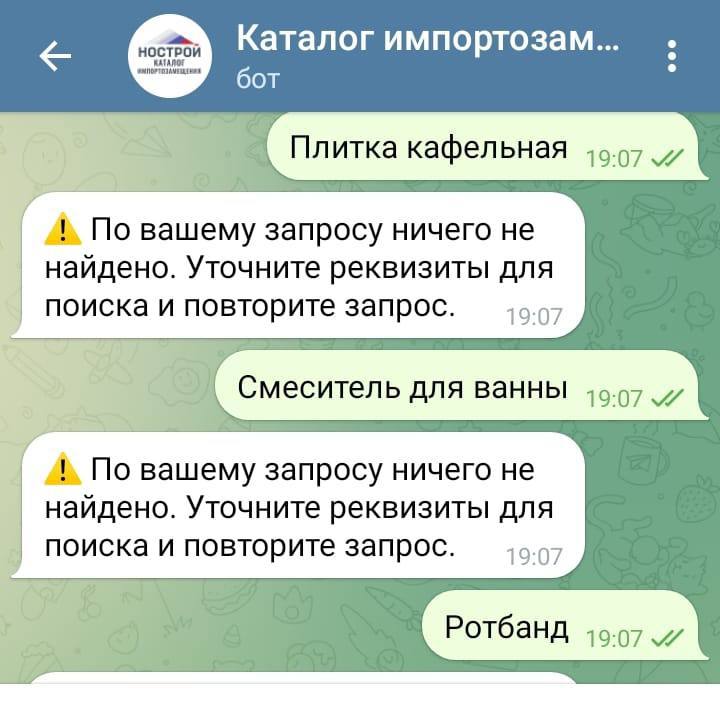 Каталог импортозам...
бот
НОСТРОЙ
КАТАЛОГ
ИМПОРТОЗАМЕЩЕНИЯ
Плитка кафельная 19:07
По вашему запросу ничего не
найдено. Уточните реквизиты для
поиска и повторите запрос. 19:07
Смеситель для ванны 19:07
По вашему запросу ничего не
найдено. Уточните реквизиты для
поиска и повторите запрос. 19:07
Ротбанд 19:07